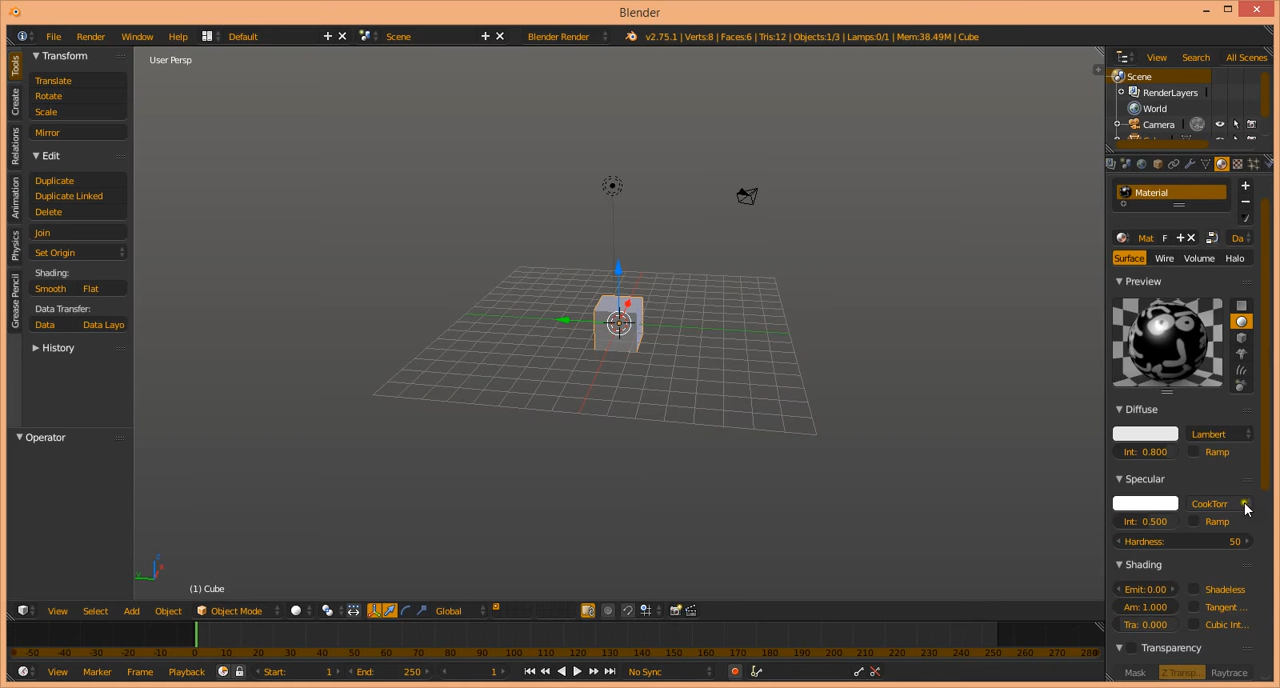 Blender
File Render Window Help Default Scene Blender Render v2.75.1 | Verts:8 | Faces:6 | Tris:12 | Objects:1/3 | Lamps:0/1 | Mem:38.49M | Cube
Tools
Create
Relations
Animation
Physics
Grease Pencil
Transform
Translate
Rotate
Scale
Mirror
Edit
Duplicate
Duplicate Linked
Delete
Join
Set Origin
Shading:
Smooth Flat
Data Transfer:
Data Data Layo
History
Operator
User Persp
(1) Cube
View Select Add Object Object Mode Global
View Search All Scenes
Scene
RenderLayers
World
Camera
Material
Mat F Da
Surface Wire Volume Halo
Preview
Diffuse
Lambert
Int: 0.800 Ramp
Specular
CookTorr
Int: 0.500 Ramp
Hardness: 50
Shading
Emit: 0.00 Shadeless
Am: 1.000 Tangent ...
Tra: 0.000 Cubic Int...
Transparency
Mask Z Transp... Raytrace
-50 -40 -30 -20 -10 0 10 20 30 40 50 60 70 80 90 100 110 120 130 140 150 160 170 180 190 200 210 220 230 240 250 260 270 280
View Marker Frame Playback Start: 1 End: 250 1 No Sync